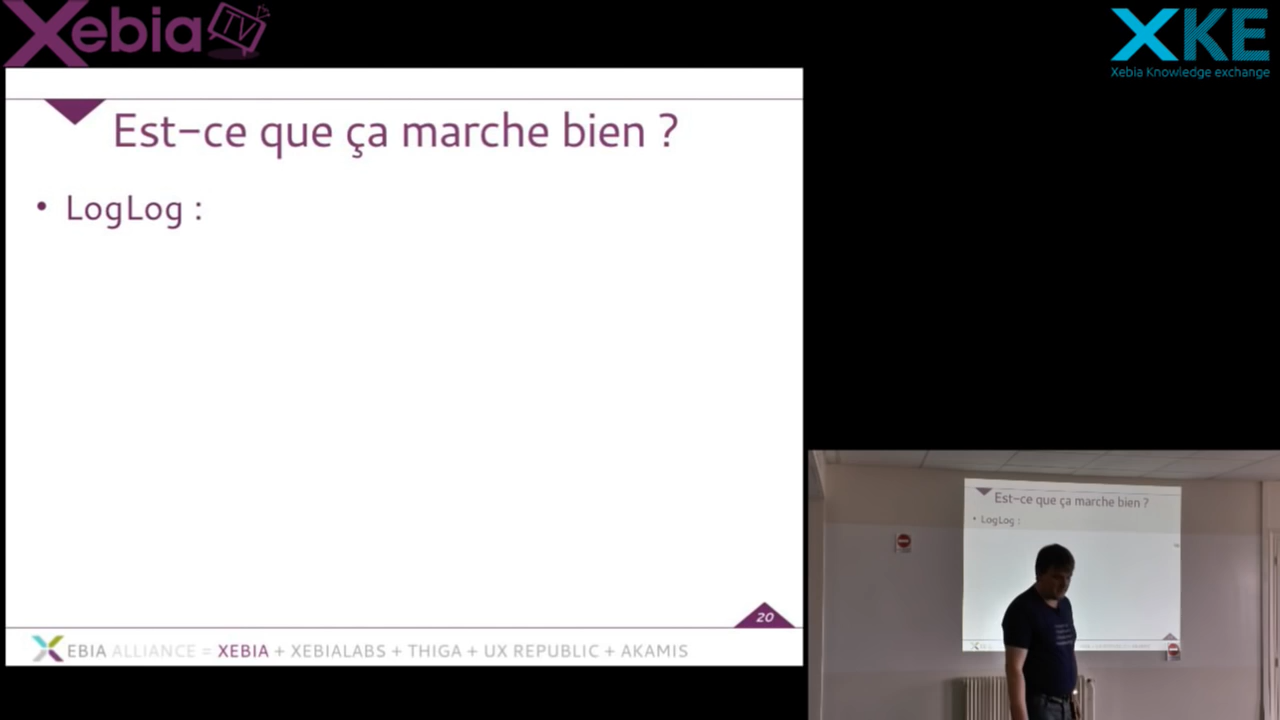 Xebia TV
XKE
Xebia Knowledge exchange
Est-ce que ça marche bien ?
• LogLog :
20
XEBIA ALLIANCE = XEBIA + XEBIALABS + THIGA + UX REPUBLIC + AKAMIS
Est-ce que ça marche bien ?
• LogLog :